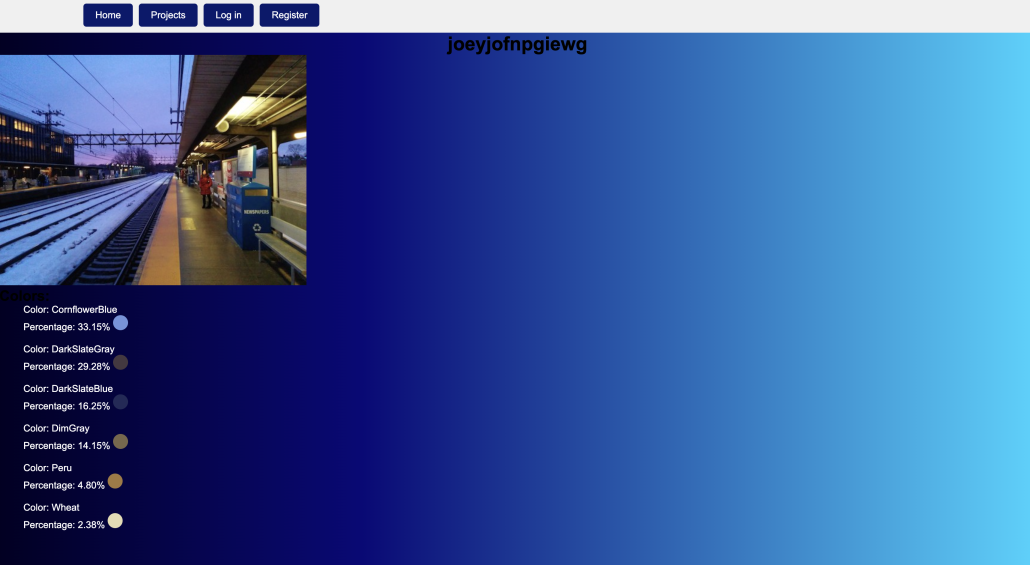 Home Projects Log in Register
joeyjofnpgiewg
NEWSPAPERS
Colors:
Color: CornflowerBlue
Percentage: 33.15%
Color: DarkSlateGray
Percentage: 29.28%
Color: DarkSlateBlue
Percentage: 16.25%
Color: DimGray
Percentage: 14.15%
Color: Peru
Percentage: 4.80%
Color: Wheat
Percentage: 2.38%